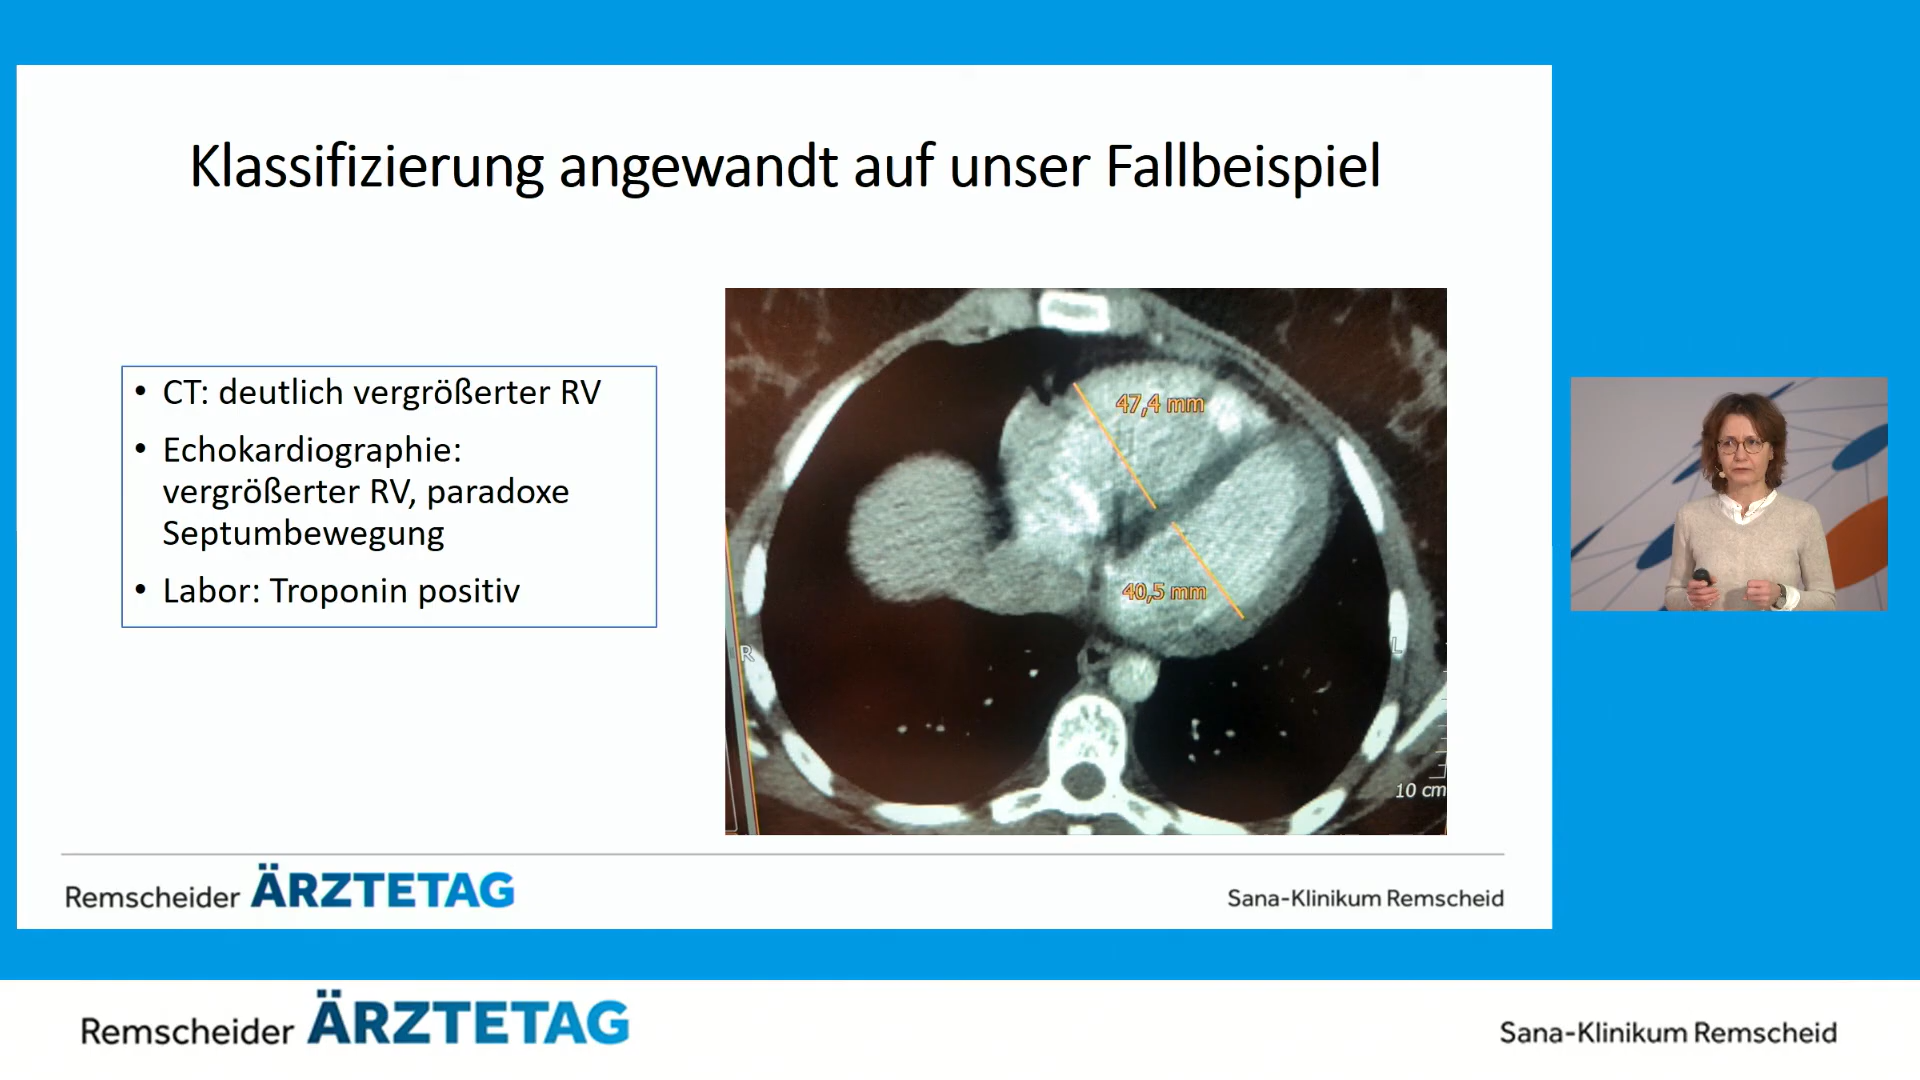 Klassifizierung angewandt auf unser Fallbeispiel
• CT: deutlich vergrößerter RV
• Echokardiographie:
vergrößerter RV, paradoxe
Septumbewegung
• Labor: Troponin positiv
47,4 mm
40,5 mm
R
L
10 cm
Remscheider ÄRZTETAG
Sana-Klinikum Remscheid
Remscheider ÄRZTETAG
Sana-Klinikum Remscheid